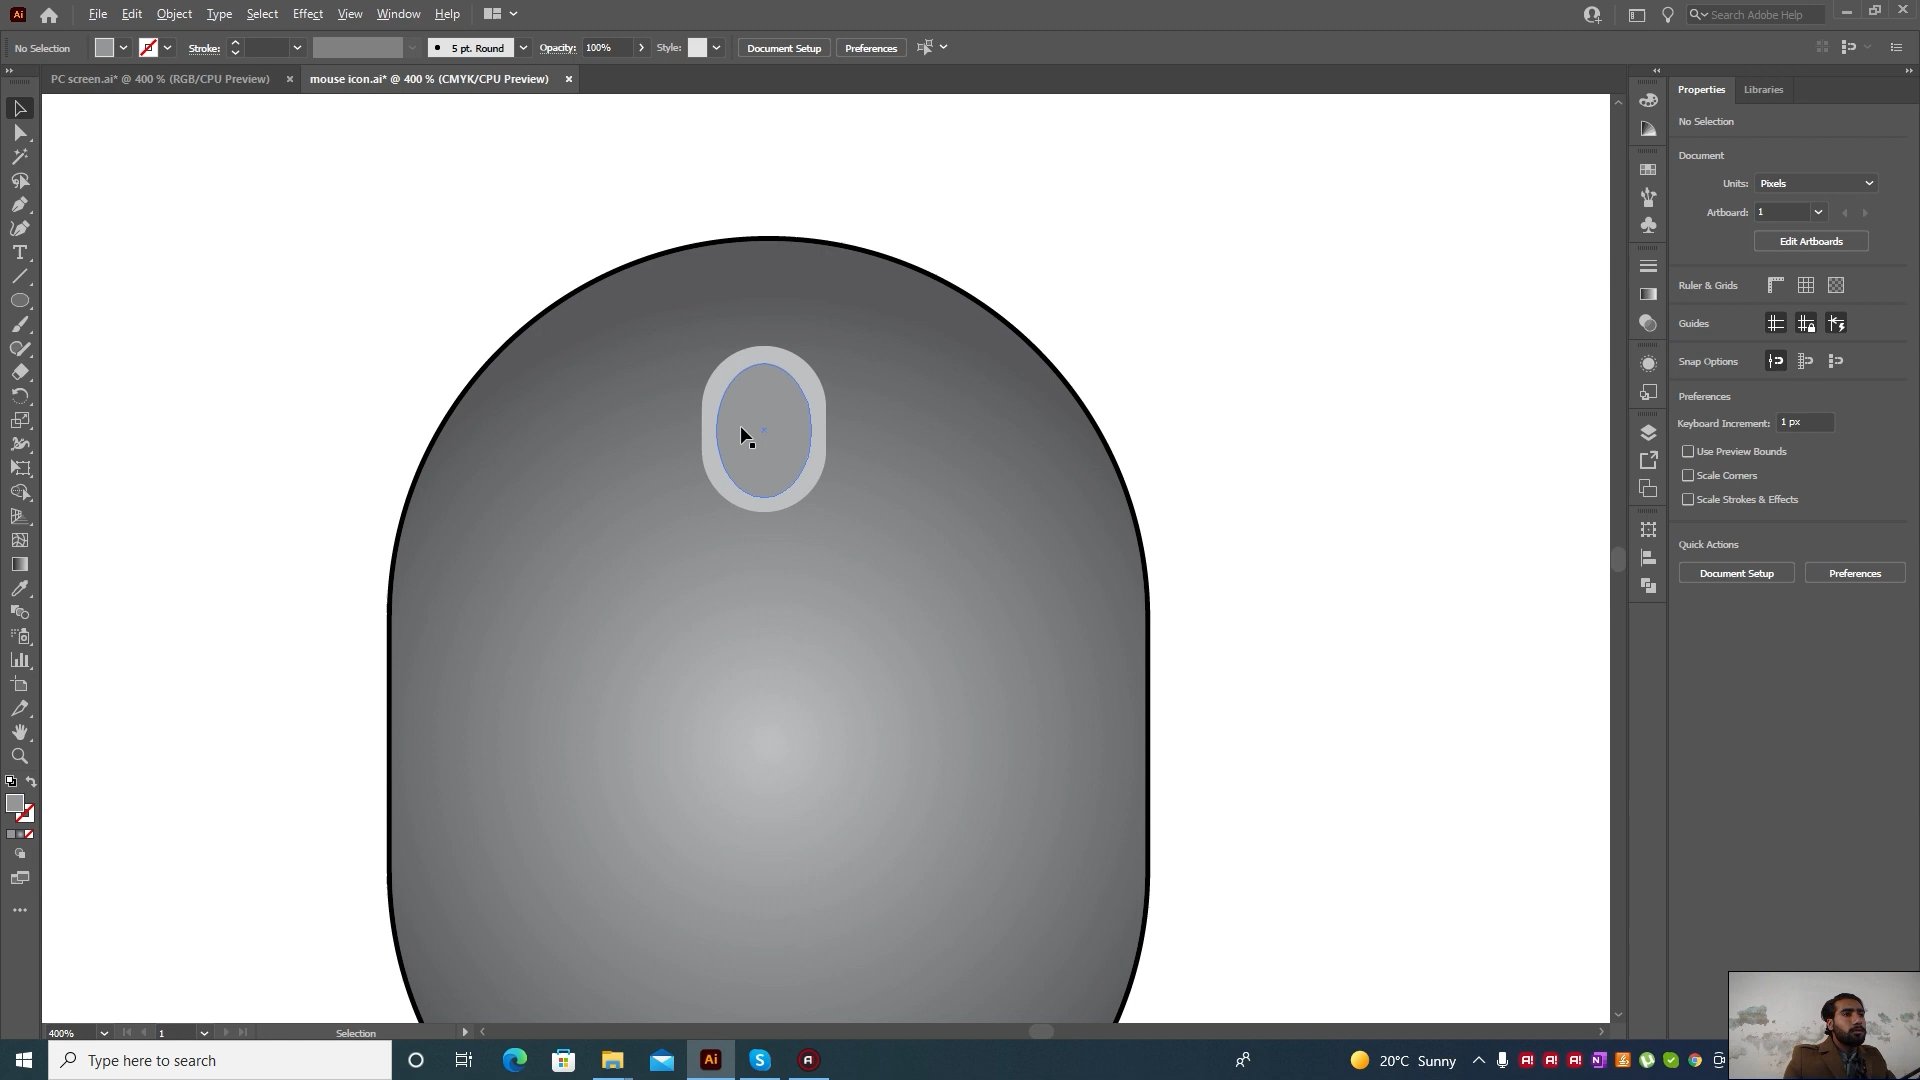 Ai File Edit Object Type Select Effect View Window Help Search Adobe Help
No Selection Stroke: 5 pt. Round Opacity: 100% Style: Document Setup Preferences
PC screen.ai* @ 400 % (RGB/CPU Preview) × mouse icon.ai* @ 400 % (CMYK/CPU Preview) ×
Properties Libraries
No Selection
Document
Units: Pixels
Artboard: 1
Edit Artboards
Ruler & Grids
Guides
Snap Options
Preferences
Keyboard Increment: 1 px
Use Preview Bounds
Scale Corners
Scale Strokes & Effects
Quick Actions
Document Setup Preferences
400% 1 Selection
Type here to search Ai 20°C Sunny